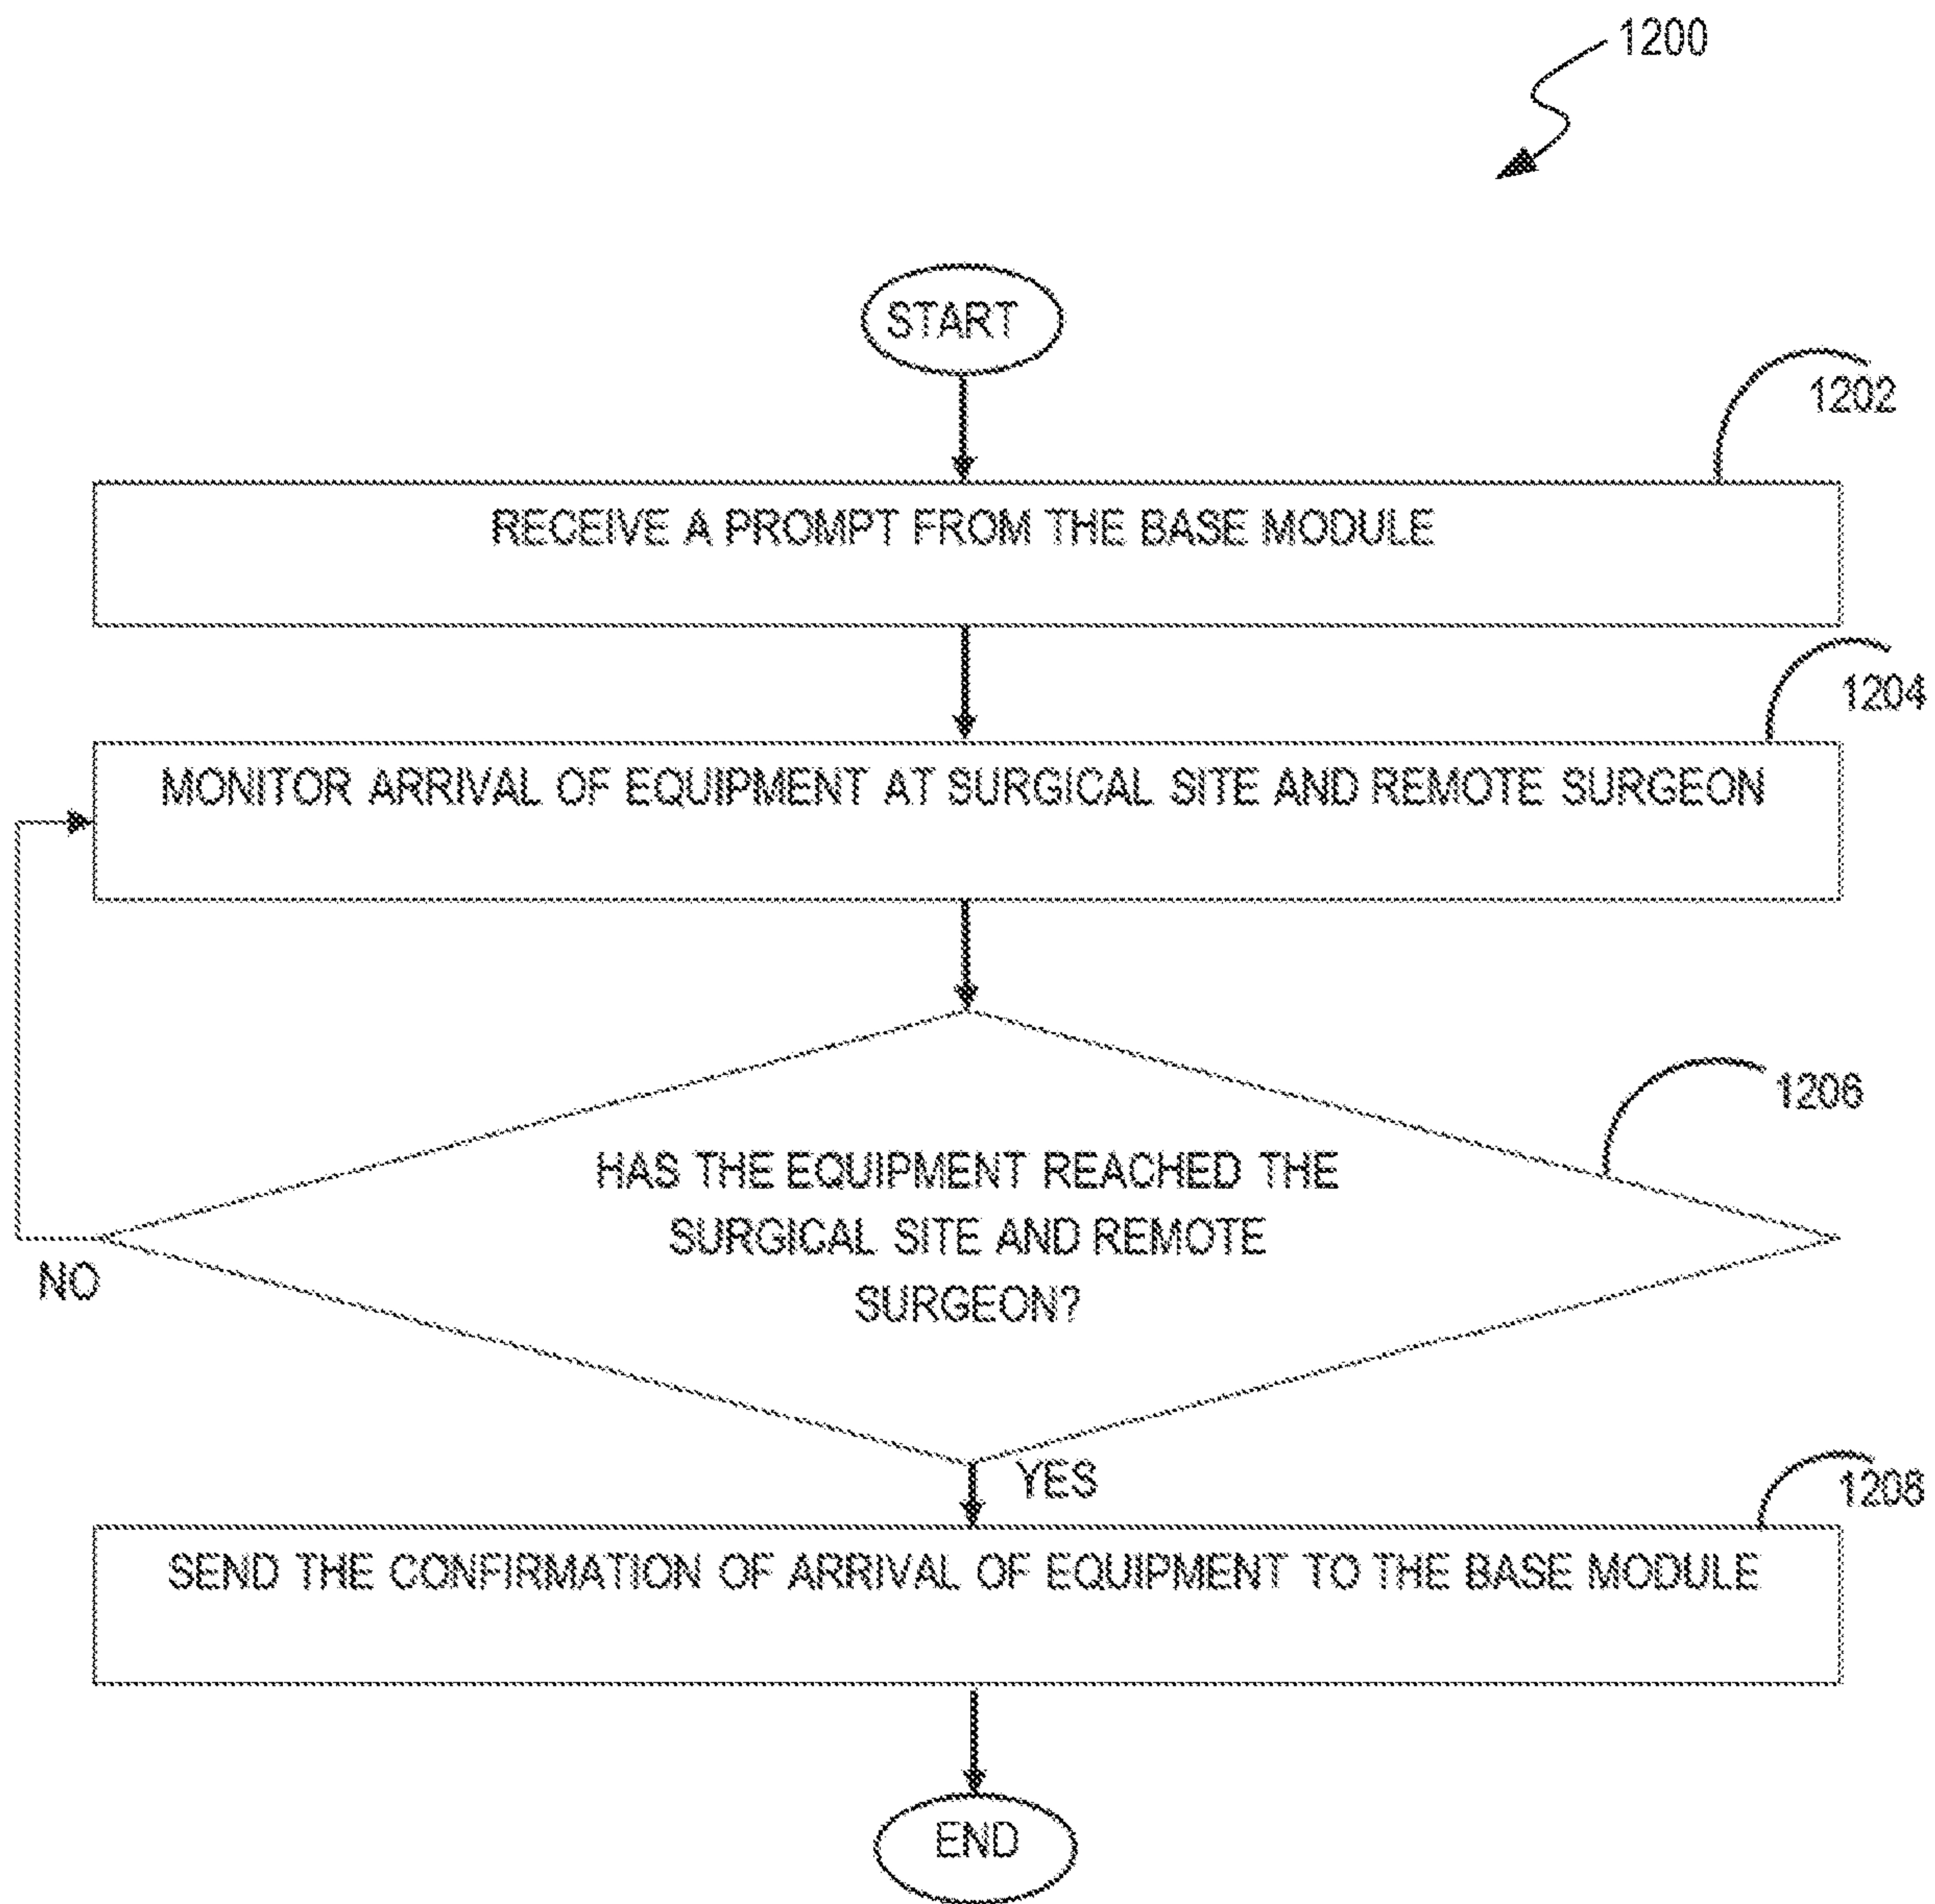 1200
START
1202
RECEIVE A PROMPT FROM THE BASE MODULE
1204
MONITOR ARRIVAL OF EQUIPMENT AT SURGICAL SITE AND REMOTE SURGEON
1206
HAS THE EQUIPMENT REACHED THE
SURGICAL SITE AND REMOTE
SURGEON?
NO
YES
1208
SEND THE CONFIRMATION OF ARRIVAL OF EQUIPMENT TO THE BASE MODULE
END